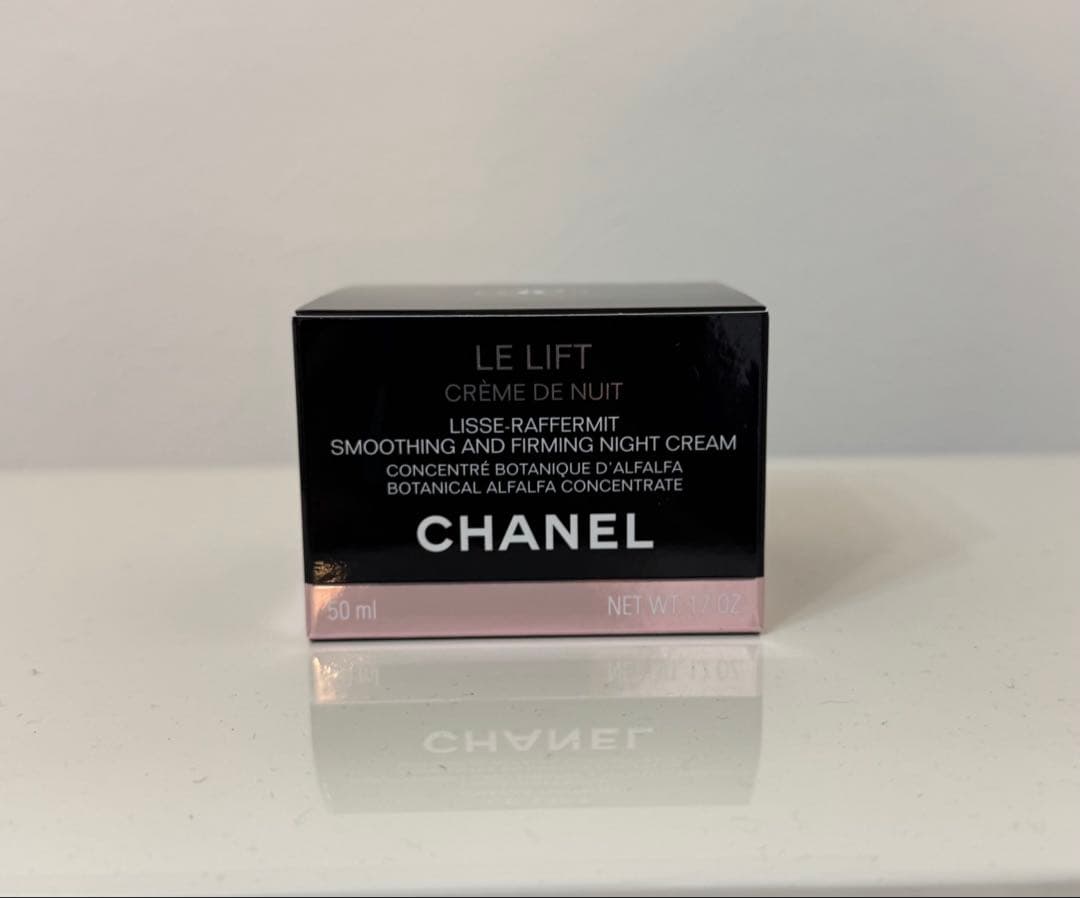 LE LIFT
CRÈME DE NUIT
LISSE-RAFFERMIT
SMOOTHING AND FIRMING NIGHT CREAM
CONCENTRÉ BOTANIQUE D'ALFALFA
BOTANICAL ALFALFA CONCENTRATE
CHANEL
50 ml NET WT. 1.7 OZ